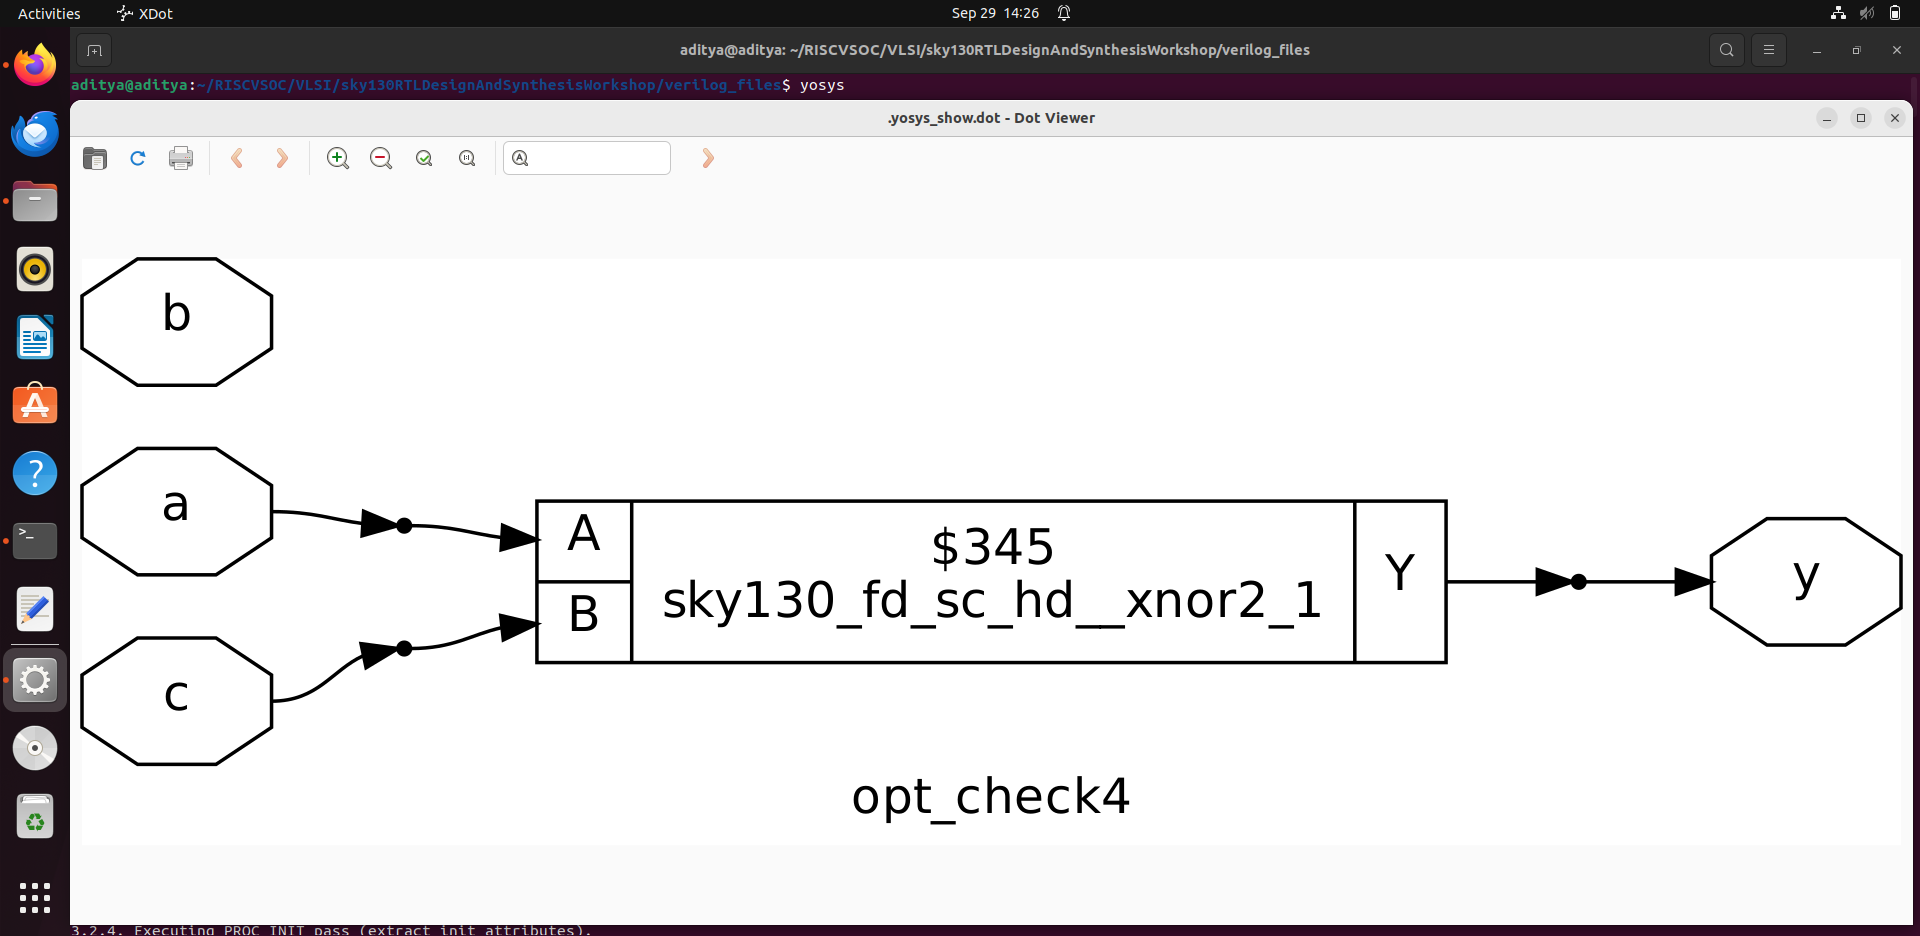 Activities XDot Sep 29 14:26
aditya@aditya: ~/RISCVSOC/VLSI/sky130RTLDesignAndSynthesisWorkshop/verilog_files
aditya@aditya:~/RISCVSOC/VLSI/sky130RTLDesignAndSynthesisWorkshop/verilog_files$ yosys
.yosys_show.dot - Dot Viewer
b
a
c
A
B
$345
sky130_fd_sc_hd__xnor2_1
Y
y
opt_check4
3.2.4. Executing PROC_INIT pass (extract init attributes).